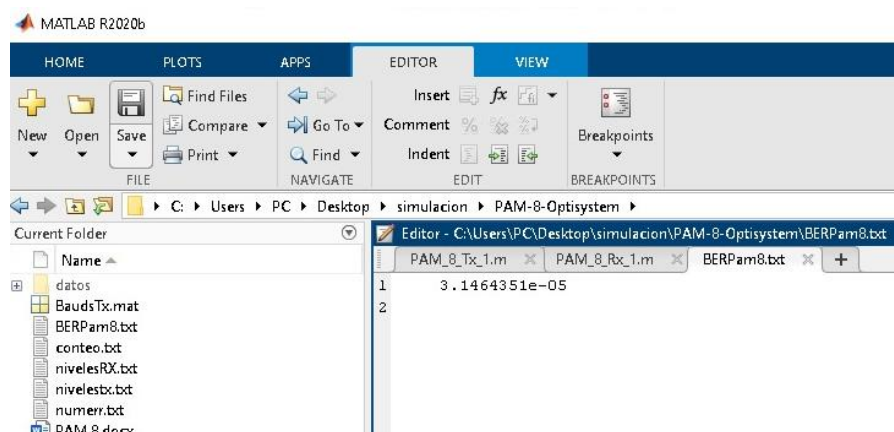 MATLAB R2020b
HOME PLOTS APPS EDITOR VIEW
New Open Save Find Files Compare Print
Go To Find
Insert fx
Comment
Indent
Breakpoints
FILE NAVIGATE EDIT BREAKPOINTS
C: Users PC Desktop simulacion PAM-8-Optisystem
Current Folder
Name
datos
BaudsTx.mat
BERPam8.txt
conteo.txt
nivelesRX.txt
nivelestx.txt
numerr.txt
PAM 8.docx
Editor - C:\Users\PC\Desktop\simulacion\PAM-8-Optisystem\BERPam8.txt
PAM_8_Tx_1.m PAM_8_Rx_1.m BERPam8.txt +
1 3.1464351e-05
2